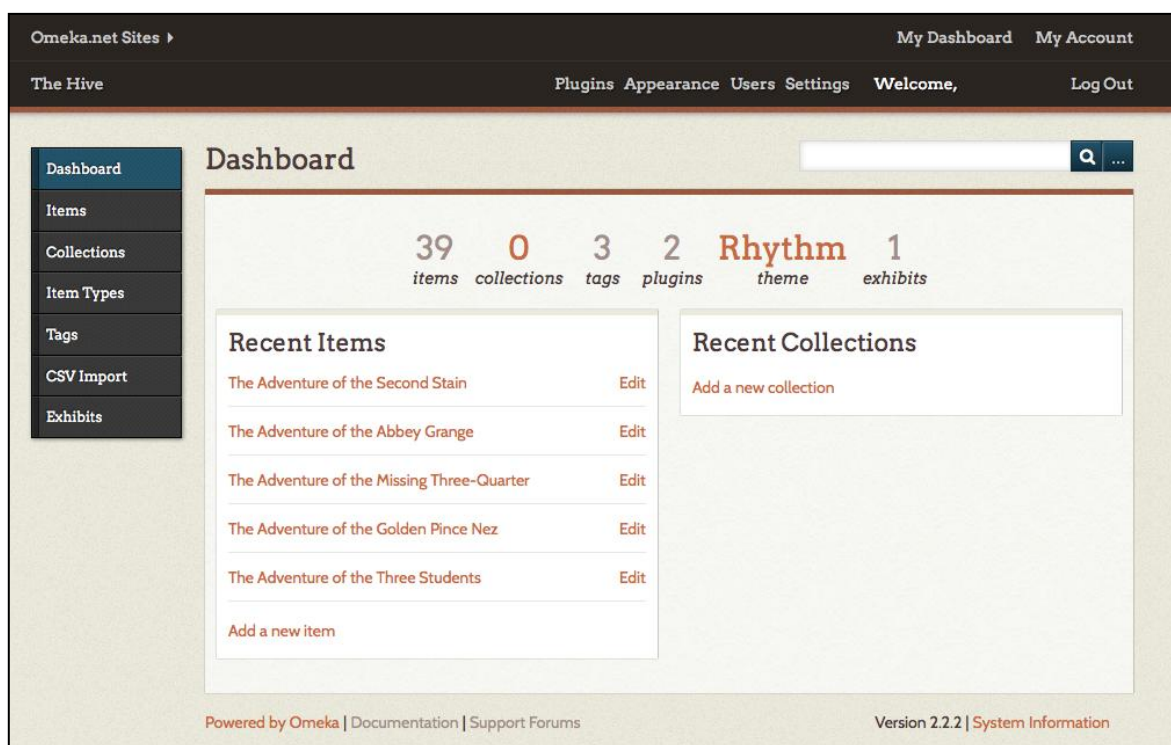 Omeka.net Sites My Dashboard My Account
The Hive Plugins Appearance Users Settings Welcome, Log Out
Dashboard
Items
Collections
Item Types
Tags
CSV Import
Exhibits
Dashboard
...
39 0 3 2 Rhythm 1
items collections tags plugins theme exhibits
Recent Items
The Adventure of the Second Stain Edit
The Adventure of the Abbey Grange Edit
The Adventure of the Missing Three-Quarter Edit
The Adventure of the Golden Pince Nez Edit
The Adventure of the Three Students Edit
Add a new item
Recent Collections
Add a new collection
Powered by Omeka | Documentation | Support Forums
Version 2.2.2 | System Information